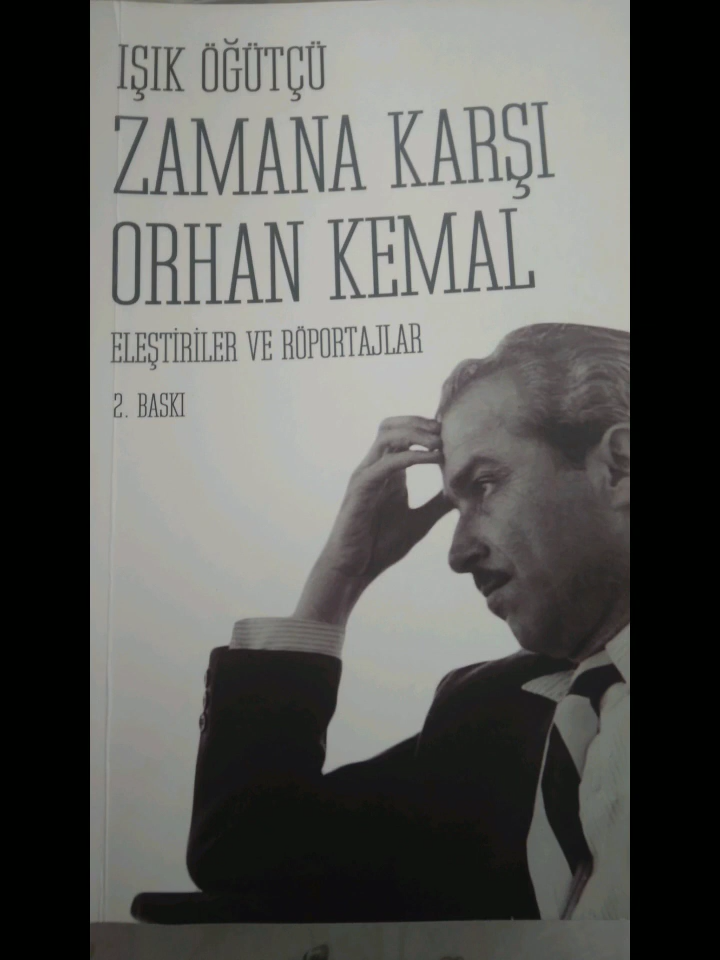 IŞIK ÖĞÜTÇÜ
ZAMANA KARŞI
ORHAN KEMAL
ELEŞTİRİLER VE RÖPORTAJLAR
2. BASKI